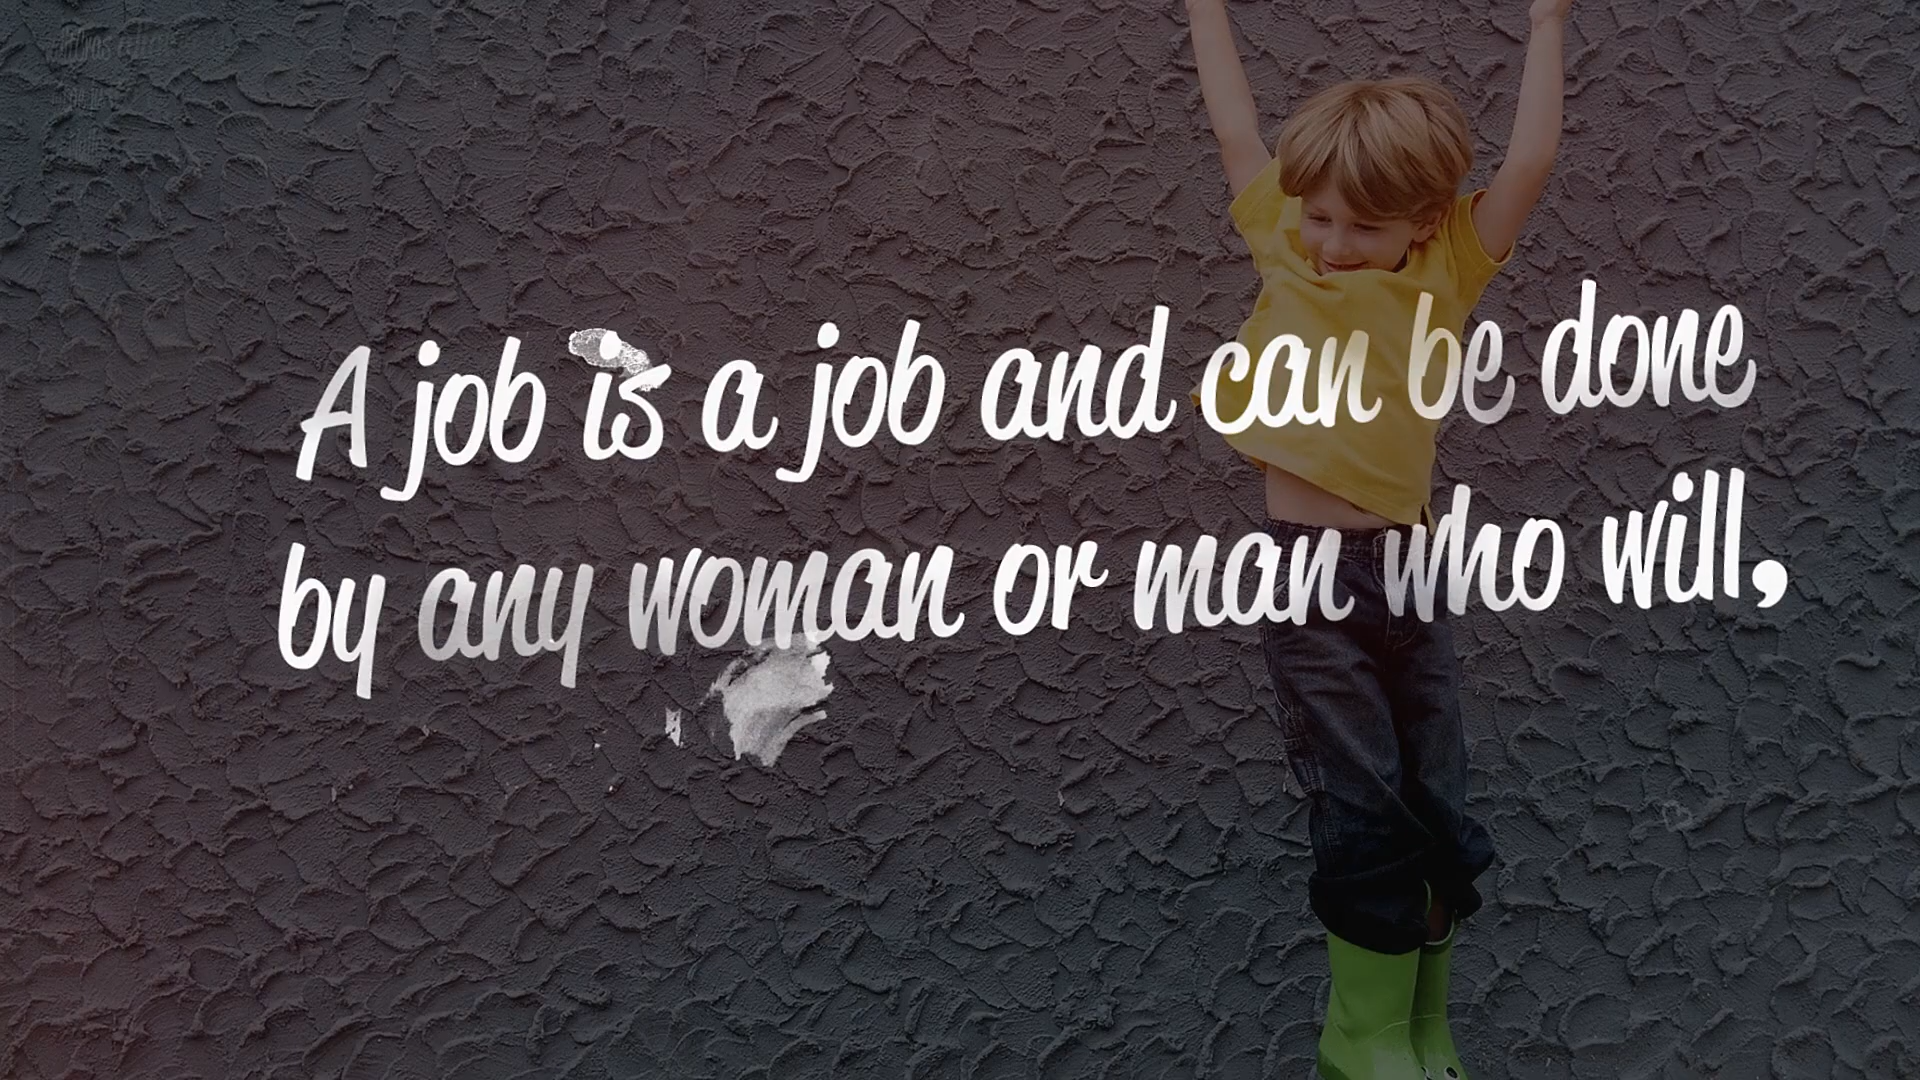 A job is a job and can be done
by any woman or man who will,